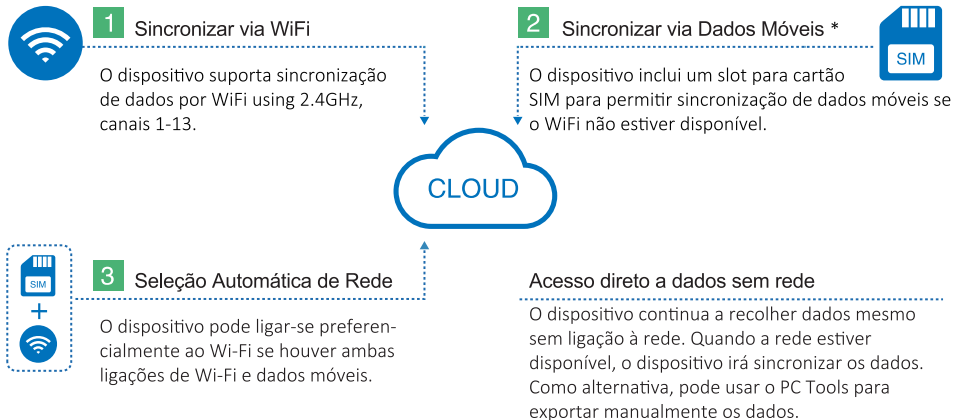 1 Sincronizar via WiFi
O dispositivo suporta sincronização
de dados por WiFi using 2.4GHz,
canais 1-13.
2 Sincronizar via Dados Móveis *
SIM
O dispositivo inclui um slot para cartão
SIM para permitir sincronização de dados móveis se
o WiFi não estiver disponível.
CLOUD
SIM
+
3 Seleção Automática de Rede
O dispositivo pode ligar-se preferen-
cialmente ao Wi-Fi se houver ambas
ligações de Wi-Fi e dados móveis.
Acesso direto a dados sem rede
O dispositivo continua a recolher dados mesmo
sem ligação à rede. Quando a rede estiver
disponível, o dispositivo irá sincronizar os dados.
Como alternativa, pode usar o PC Tools para
exportar manualmente os dados.